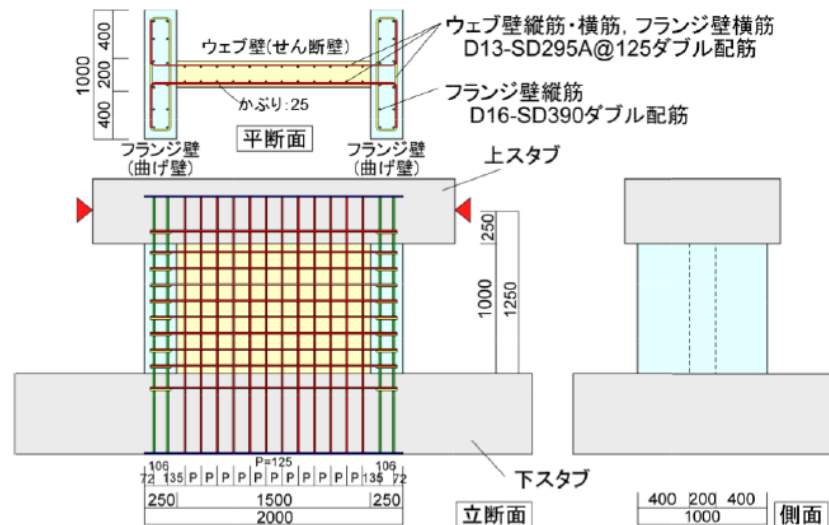 400
200
400
1000
ウェブ壁(せん断壁)
かぶり:25
平断面
フランジ壁
(曲げ壁)
フランジ壁
(曲げ壁)
ウェブ壁縦筋・横筋, フランジ壁横筋
D13-SD295A@125ダブル配筋
フランジ壁縦筋
D16-SD390ダブル配筋
上スタブ
250
1000
1250
下スタブ
P=125
106
72 135 P P P P P P P P P P 135 72
106
250 1500 250
2000
立断面
400 200 400
1000
側面